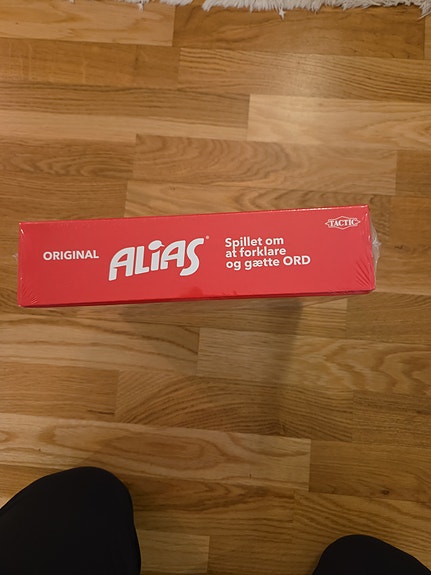 ORIGINAL
ALiAS®
Spillet om
at forklare
og gætte ORD
TACTIC